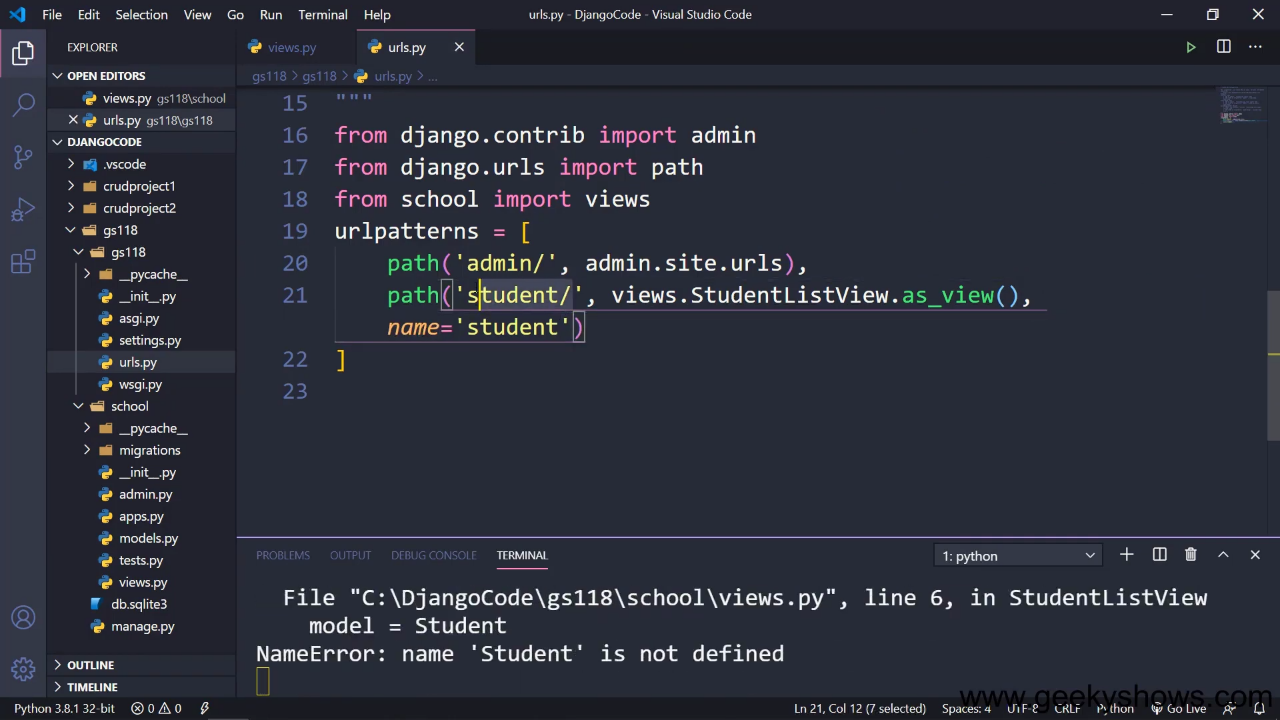 File Edit Selection View Go Run Terminal Help urls.py - DjangoCode - Visual Studio Code
EXPLORER
OPEN EDITORS
views.py gs118\school
urls.py gs118\gs118
DJANGOCODE
.vscode
crudproject1
crudproject2
gs118
gs118
__pycache__
__init__.py
asgi.py
settings.py
urls.py
wsgi.py
school
__pycache__
migrations
__init__.py
admin.py
apps.py
models.py
tests.py
views.py
db.sqlite3
manage.py
OUTLINE
TIMELINE
views.py urls.py
gs118 > gs118 > urls.py > ...
15 """
16 from django.contrib import admin
17 from django.urls import path
18 from school import views
19 urlpatterns = [
20 path('admin/', admin.site.urls),
21 path('student/', views.StudentListView.as_view(),
name='student')
22 ]
23
PROBLEMS OUTPUT DEBUG CONSOLE TERMINAL 1: python
File "C:\DjangoCode\gs118\school\views.py", line 6, in StudentListView
model = Student
NameError: name 'Student' is not defined
www.geekyshows.com
Python 3.8.1 32-bit 0 0 Ln 21, Col 12 (7 selected) Spaces: 4 UTF-8 CRLF Python Go Live